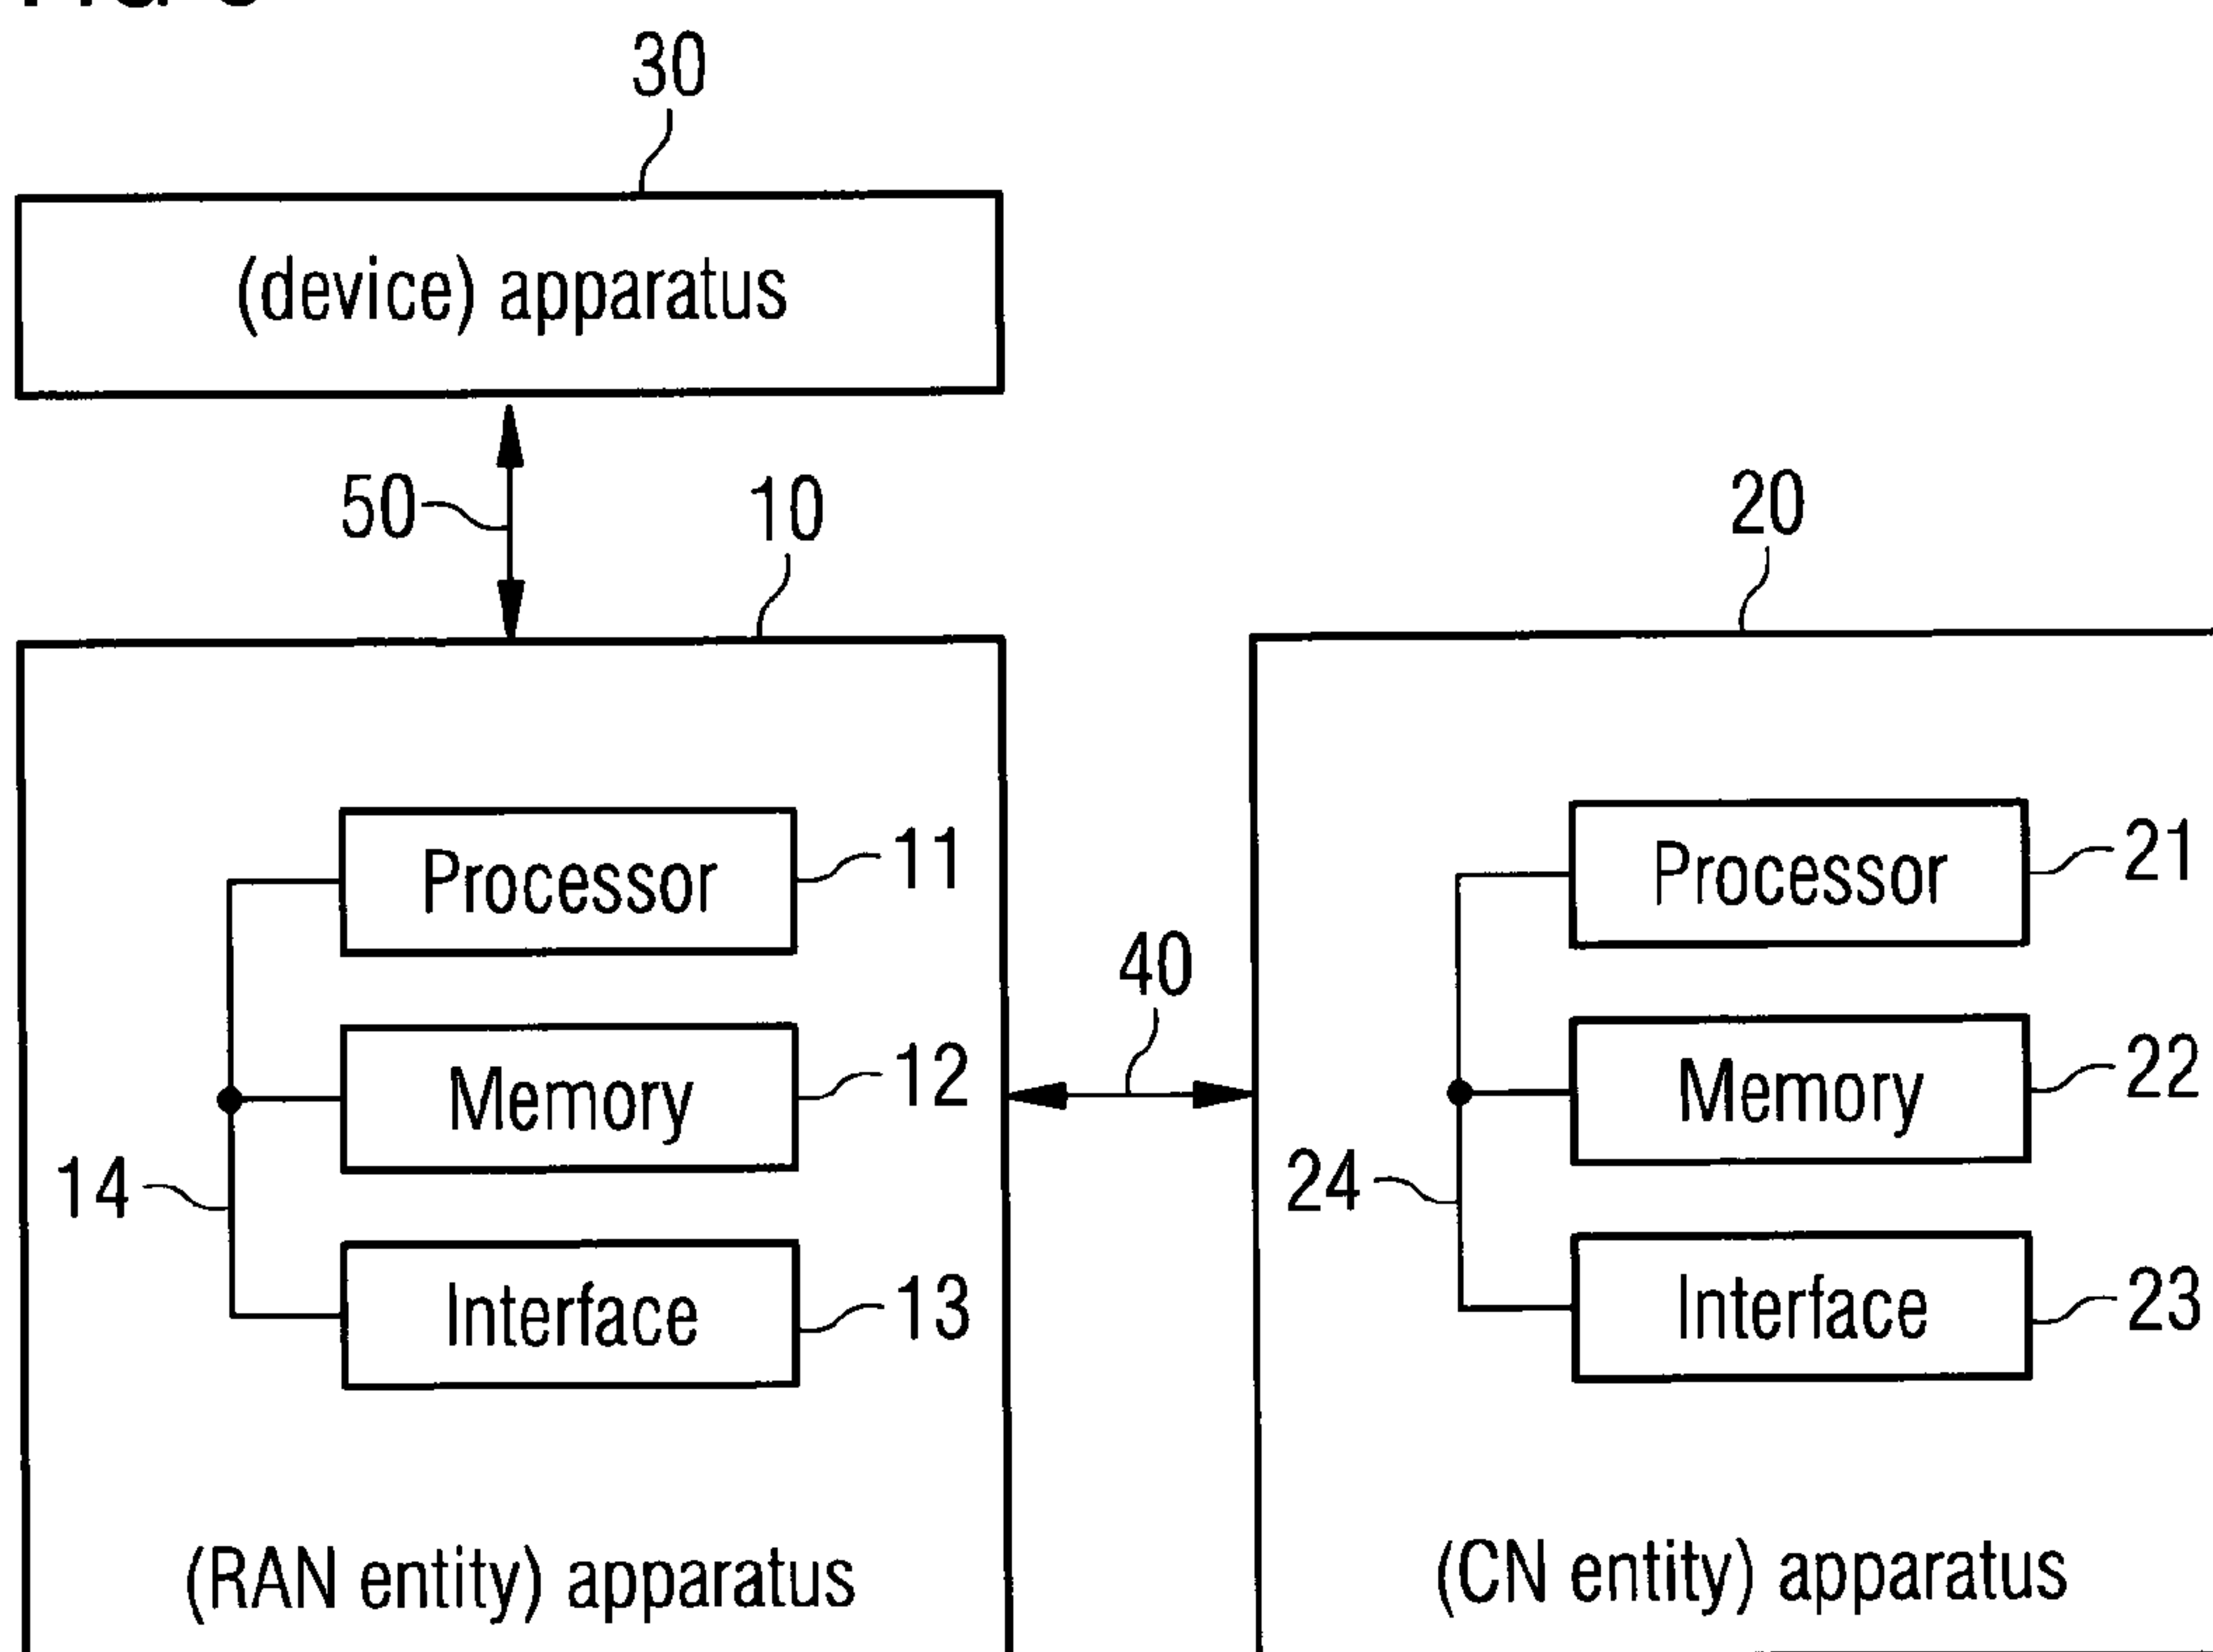 30
(device) apparatus
50
10
20
Processor
11
Memory
12
14
Interface
13
(RAN entity) apparatus
40
Processor
21
Memory
22
24
Interface
23
(CN entity) apparatus